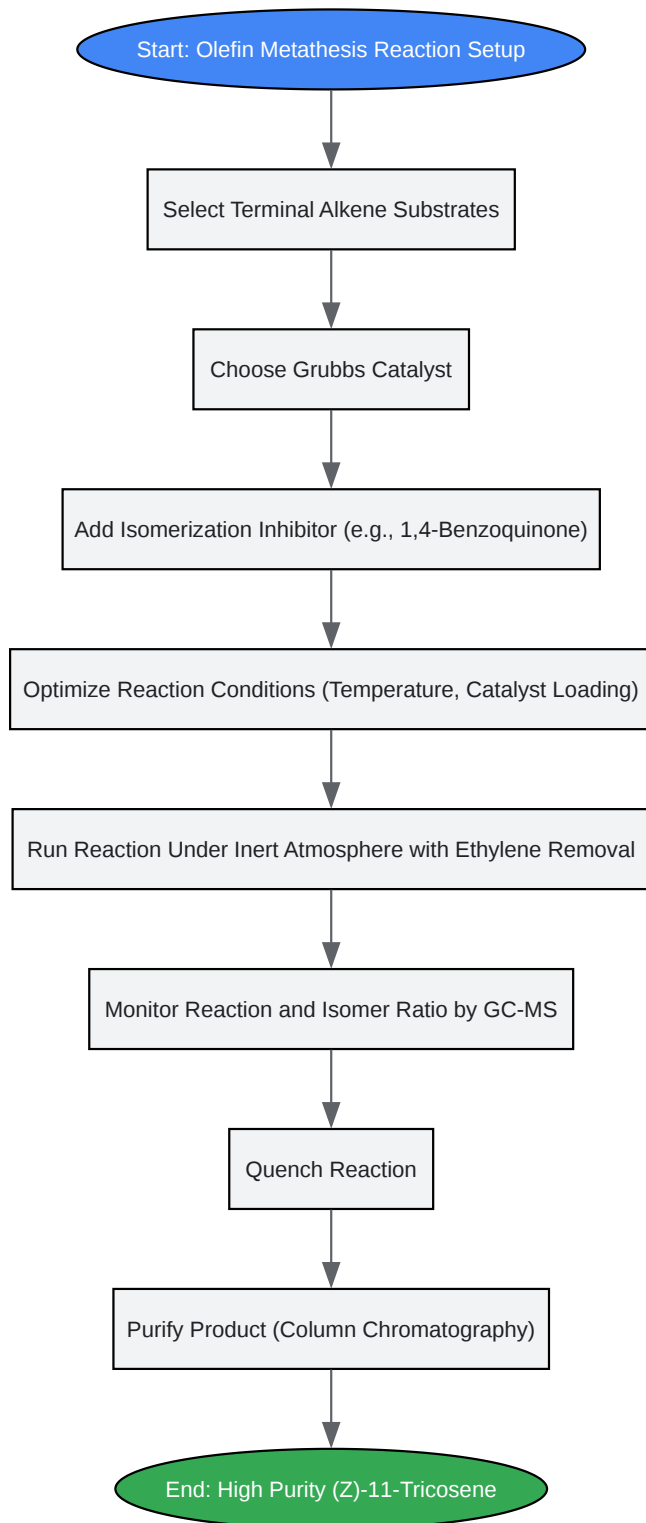 Start: Olefin Metathesis Reaction Setup
Select Terminal Alkene Substrates
Choose Grubbs Catalyst
Add Isomerization Inhibitor (e.g., 1,4-Benzoquinone)
Optimize Reaction Conditions (Temperature, Catalyst Loading)
Run Reaction Under Inert Atmosphere with Ethylene Removal
Monitor Reaction and Isomer Ratio by GC-MS
Quench Reaction
Purify Product (Column Chromatography)
End: High Purity (Z)-11-Tricosene